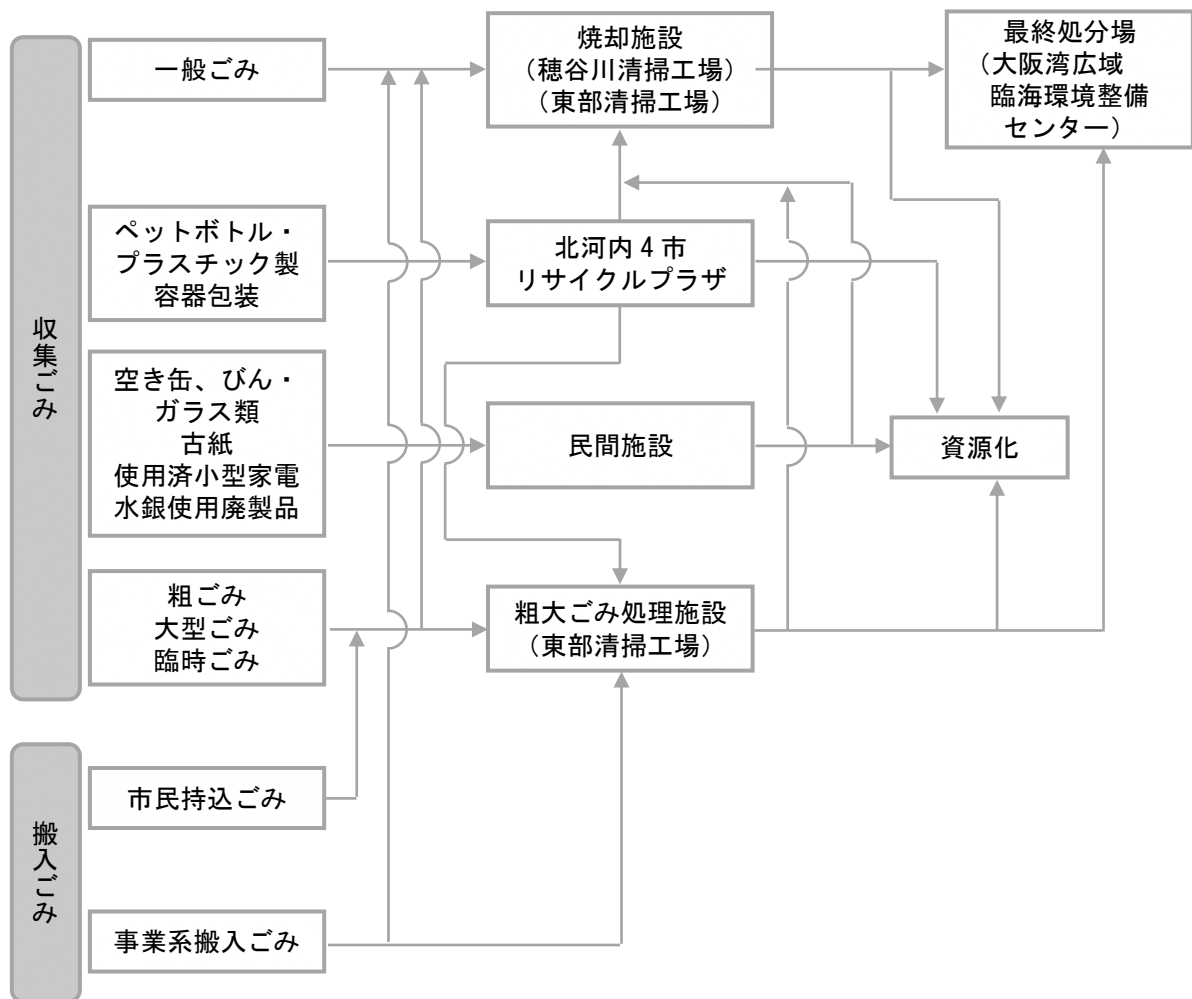 収集ごみ
一般ごみ
ペットボトル・
プラスチック製
容器包装
空き缶、びん・
ガラス類
古紙
使用済小型家電
水銀使用廃製品
粗ごみ
大型ごみ
臨時ごみ
搬入ごみ
市民持込ごみ
事業系搬入ごみ
焼却施設
（穂谷川清掃工場）
（東部清掃工場）
北河内４市
リサイクルプラザ
民間施設
粗大ごみ処理施設
（東部清掃工場）
最終処分場
（大阪湾広域
臨海環境整備
センター）
資源化